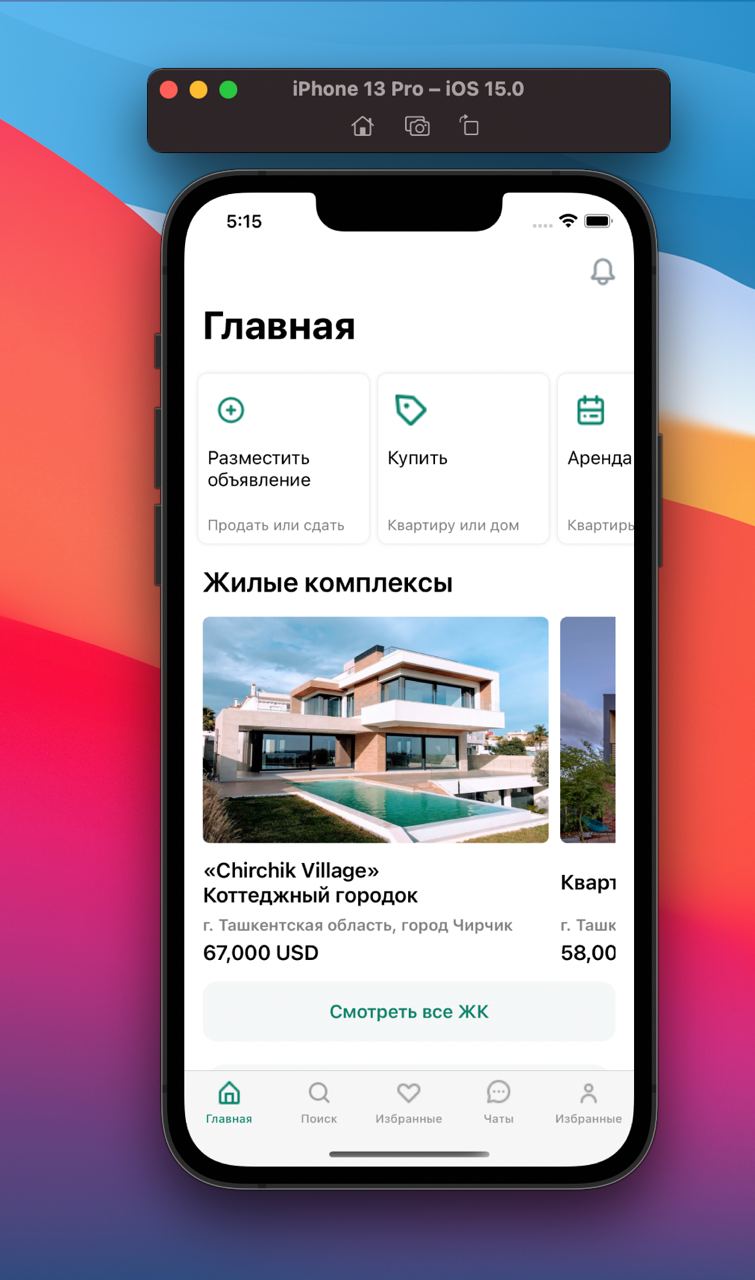 iPhone 13 Pro – iOS 15.0
5:15
Главная
Разместить
объявление
Продать или сдать
Купить
Квартиру или дом
Аренда
Квартиры
Жилые комплексы
«Chirchik Village»
Коттеджный городок
г. Ташкентская область, город Чирчик
67,000 USD
Кварт
г. Ташк
58,00
Смотреть все ЖК
Главная
Поиск
Избранные
Чаты
Избранные